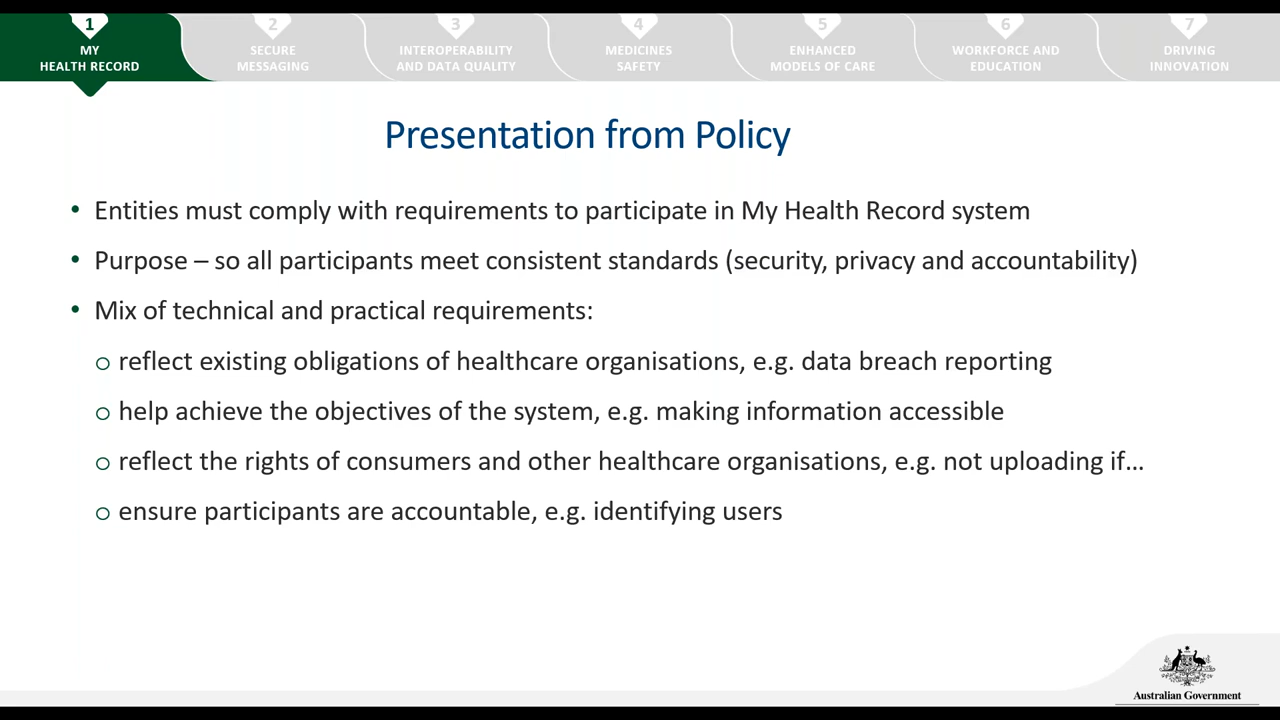 1
MY
HEALTH RECORD
2
SECURE
MESSAGING
3
INTEROPERABILITY
AND DATA QUALITY
4
MEDICINES
SAFETY
5
ENHANCED
MODELS OF CARE
6
WORKFORCE AND
EDUCATION
7
DRIVING
INNOVATION
Presentation from Policy
• Entities must comply with requirements to participate in My Health Record system
• Purpose – so all participants meet consistent standards (security, privacy and accountability)
• Mix of technical and practical requirements:
o reflect existing obligations of healthcare organisations, e.g. data breach reporting
o help achieve the objectives of the system, e.g. making information accessible
o reflect the rights of consumers and other healthcare organisations, e.g. not uploading if…
o ensure participants are accountable, e.g. identifying users
Australian Government